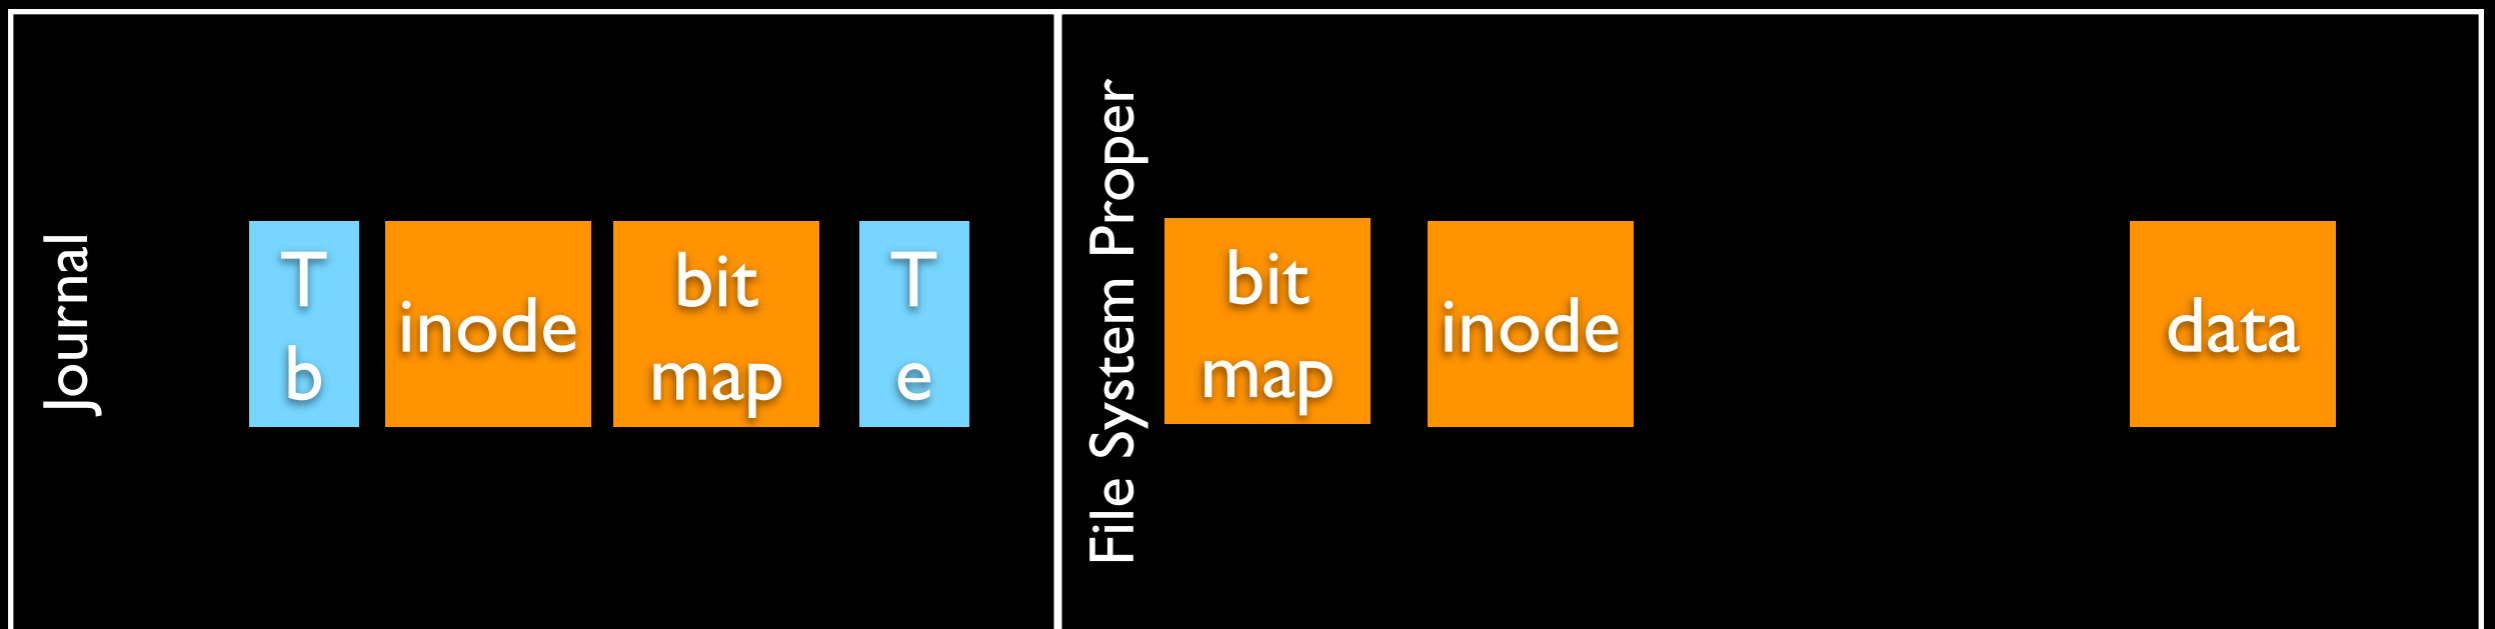 Journal
T
b
inode
bit
map
T
e
File System Proper
bit
map
inode
data